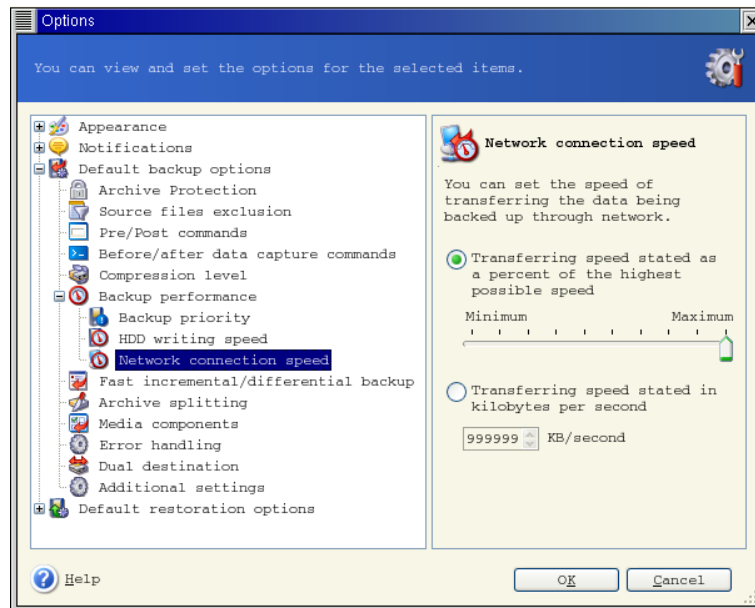 Options
You can view and set the options for the selected items.
Appearance
Notifications
Default backup options
Archive Protection
Source files exclusion
Pre/Post commands
Before/after data capture commands
Compression level
Backup performance
Backup priority
HDD writing speed
Network connection speed
Fast incremental/differential backup
Archive splitting
Media components
Error handling
Dual destination
Additional settings
Default restoration options
Network connection speed
You can set the speed of
transferring the data being
backed up through network.
Transferring speed stated as
a percent of the highest
possible speed
Minimum Maximum
Transferring speed stated in
kilobytes per second
999999 KB/second
Help
OK Cancel